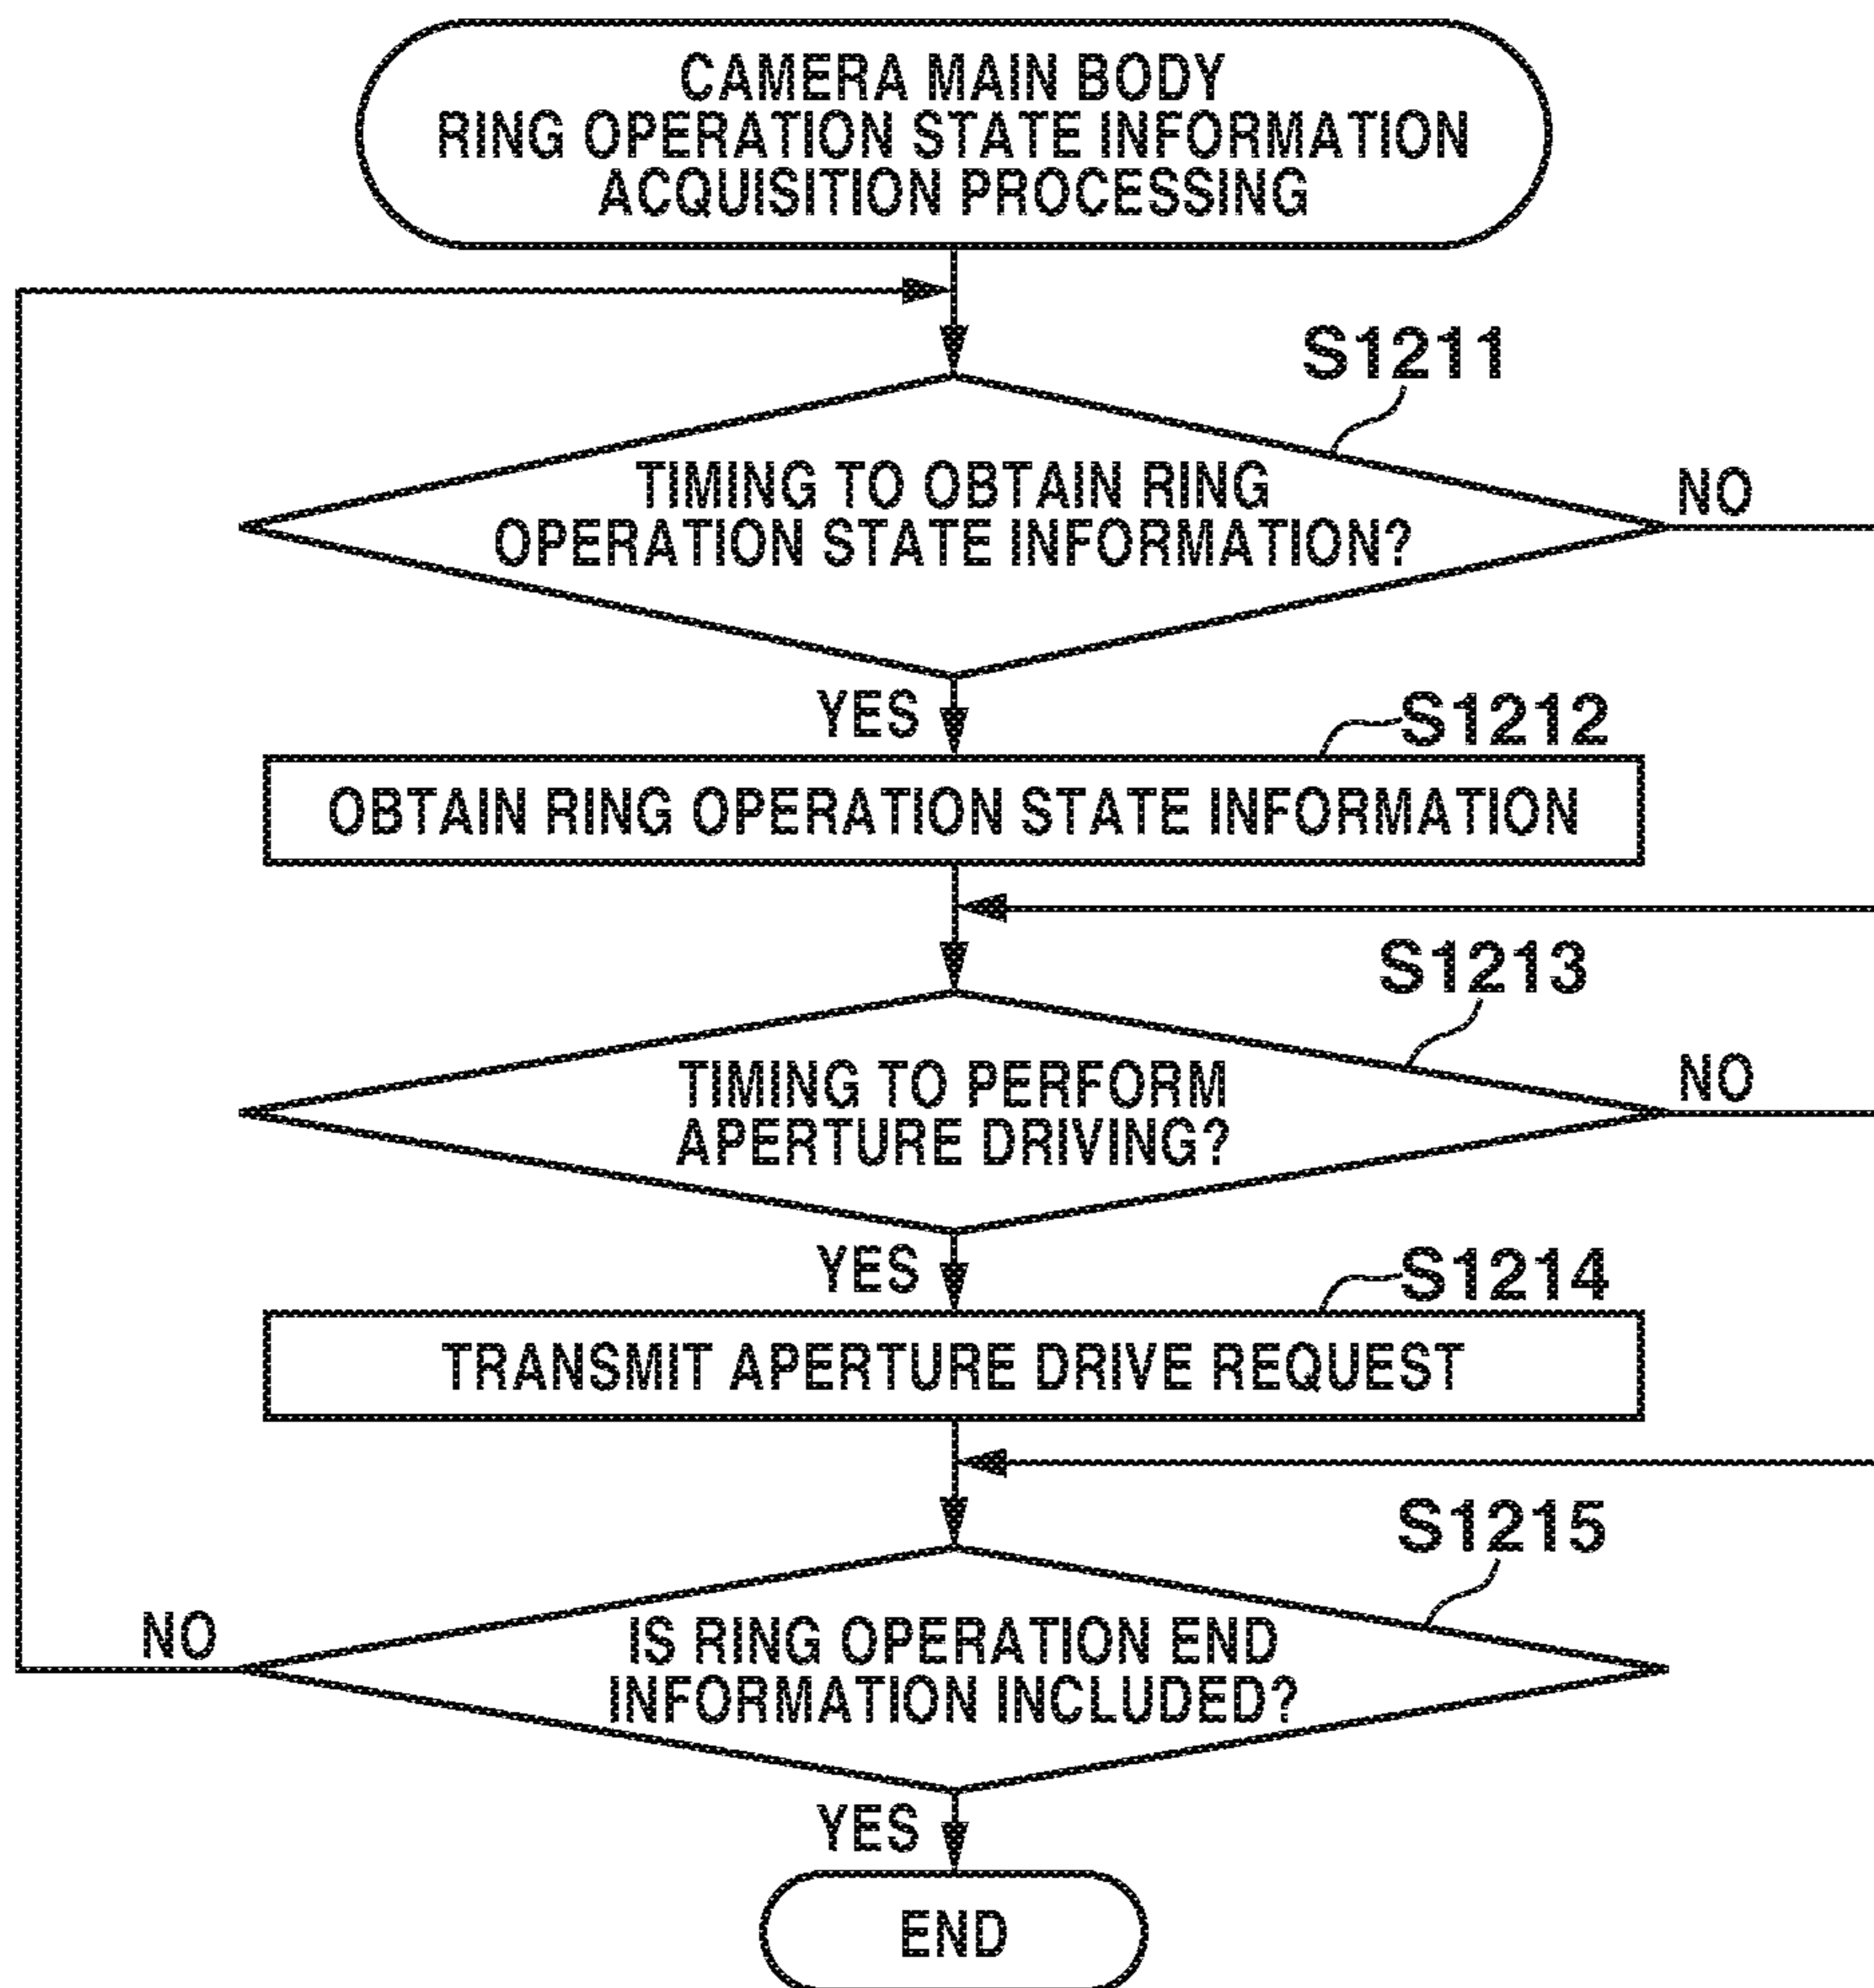 CAMERA MAIN BODY
RING OPERATION STATE INFORMATION
ACQUISITION PROCESSING
S1211
TIMING TO OBTAIN RING
OPERATION STATE INFORMATION?
NO
YES
S1212
OBTAIN RING OPERATION STATE INFORMATION
S1213
TIMING TO PERFORM
APERTURE DRIVING?
NO
YES
S1214
TRANSMIT APERTURE DRIVE REQUEST
S1215
NO
IS RING OPERATION END
INFORMATION INCLUDED?
YES
END